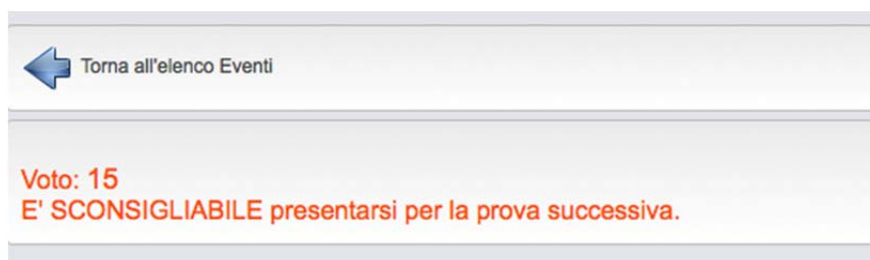 Torna all'elenco Eventi
Voto: 15
E' SCONSIGLIABILE presentarsi per la prova successiva.